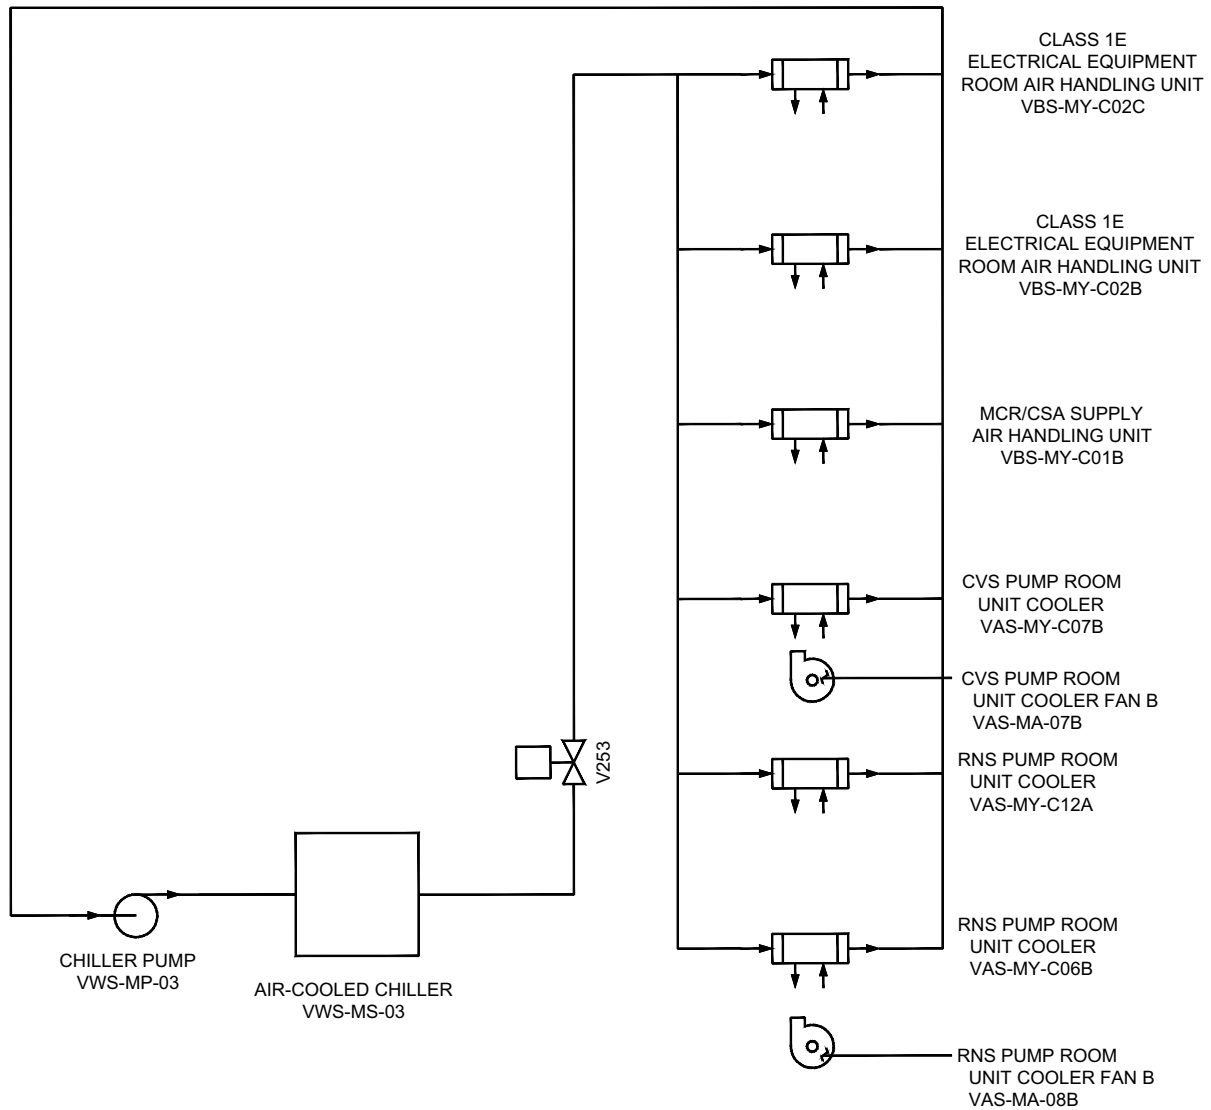 CLASS 1E
ELECTRICAL EQUIPMENT
ROOM AIR HANDLING UNIT
VBS-MY-C02C
CLASS 1E
ELECTRICAL EQUIPMENT
ROOM AIR HANDLING UNIT
VBS-MY-C02B
MCR/CSA SUPPLY
AIR HANDLING UNIT
VBS-MY-C01B
CVS PUMP ROOM
UNIT COOLER
VAS-MY-C07B
CVS PUMP ROOM
UNIT COOLER FAN B
VAS-MA-07B
V253
RNS PUMP ROOM
UNIT COOLER
VAS-MY-C12A
RNS PUMP ROOM
UNIT COOLER
VAS-MY-C06B
CHILLER PUMP
VWS-MP-03
AIR-COOLED CHILLER
VWS-MS-03
RNS PUMP ROOM
UNIT COOLER FAN B
VAS-MA-08B